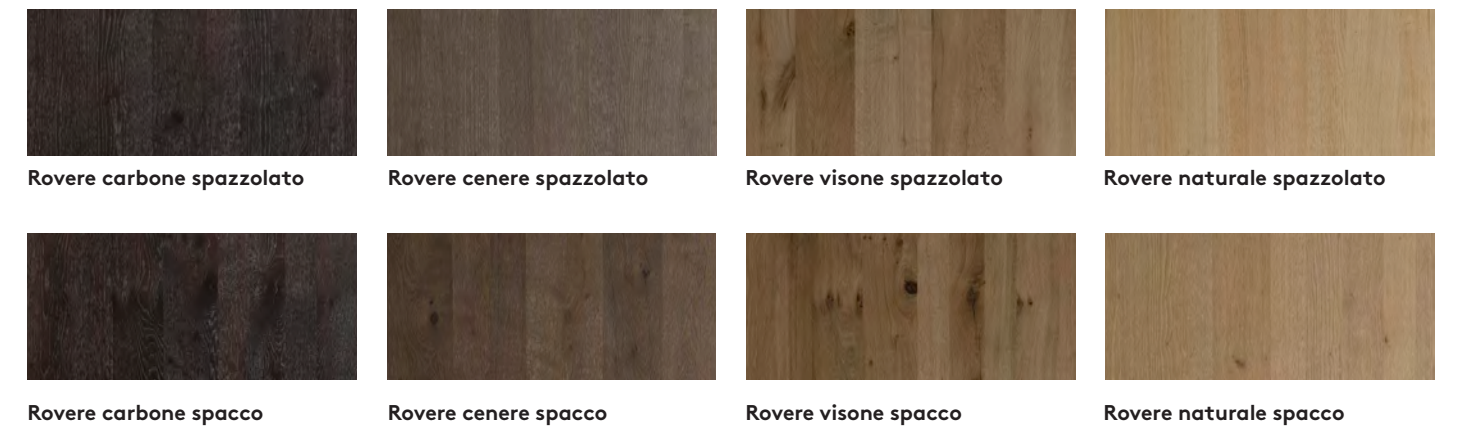 Rovere carbone spazzolato
Rovere cenere spazzolato
Rovere visone spazzolato
Rovere naturale spazzolato
Rovere carbone spacco
Rovere cenere spacco
Rovere visone spacco
Rovere naturale spacco